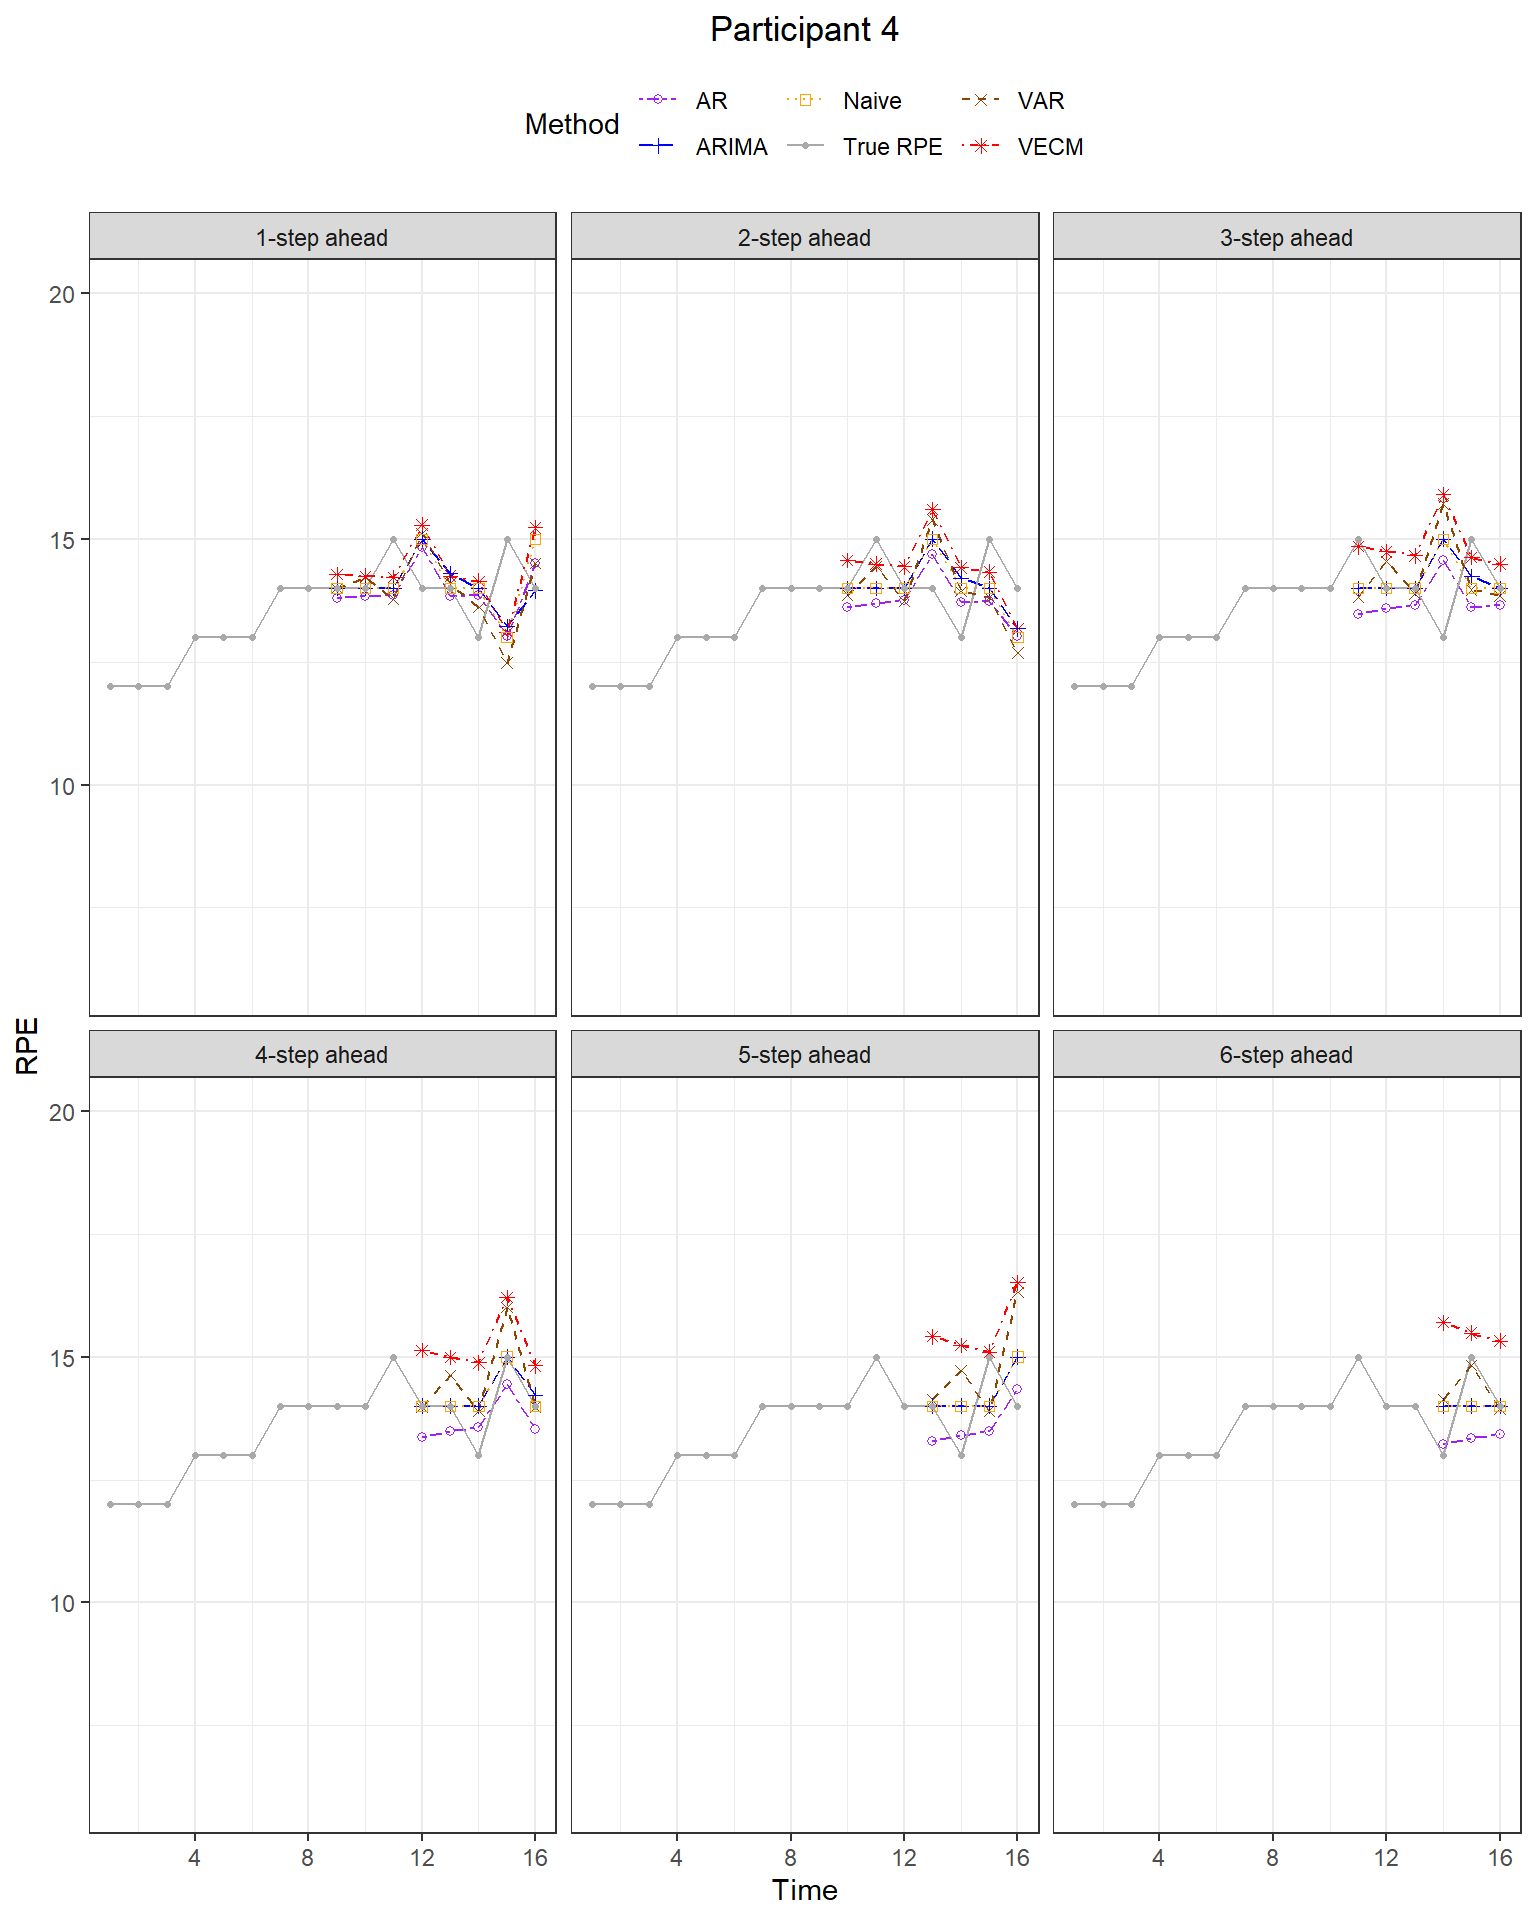 Participant 4
Method
AR
Naive
VAR
ARIMA
True RPE
VECM
1-step ahead
2-step ahead
3-step ahead
20
15
10
RPE
4-step ahead
5-step ahead
6-step ahead
20
15
10
4 8 12 16
4 8 12 16
4 8 12 16
Time